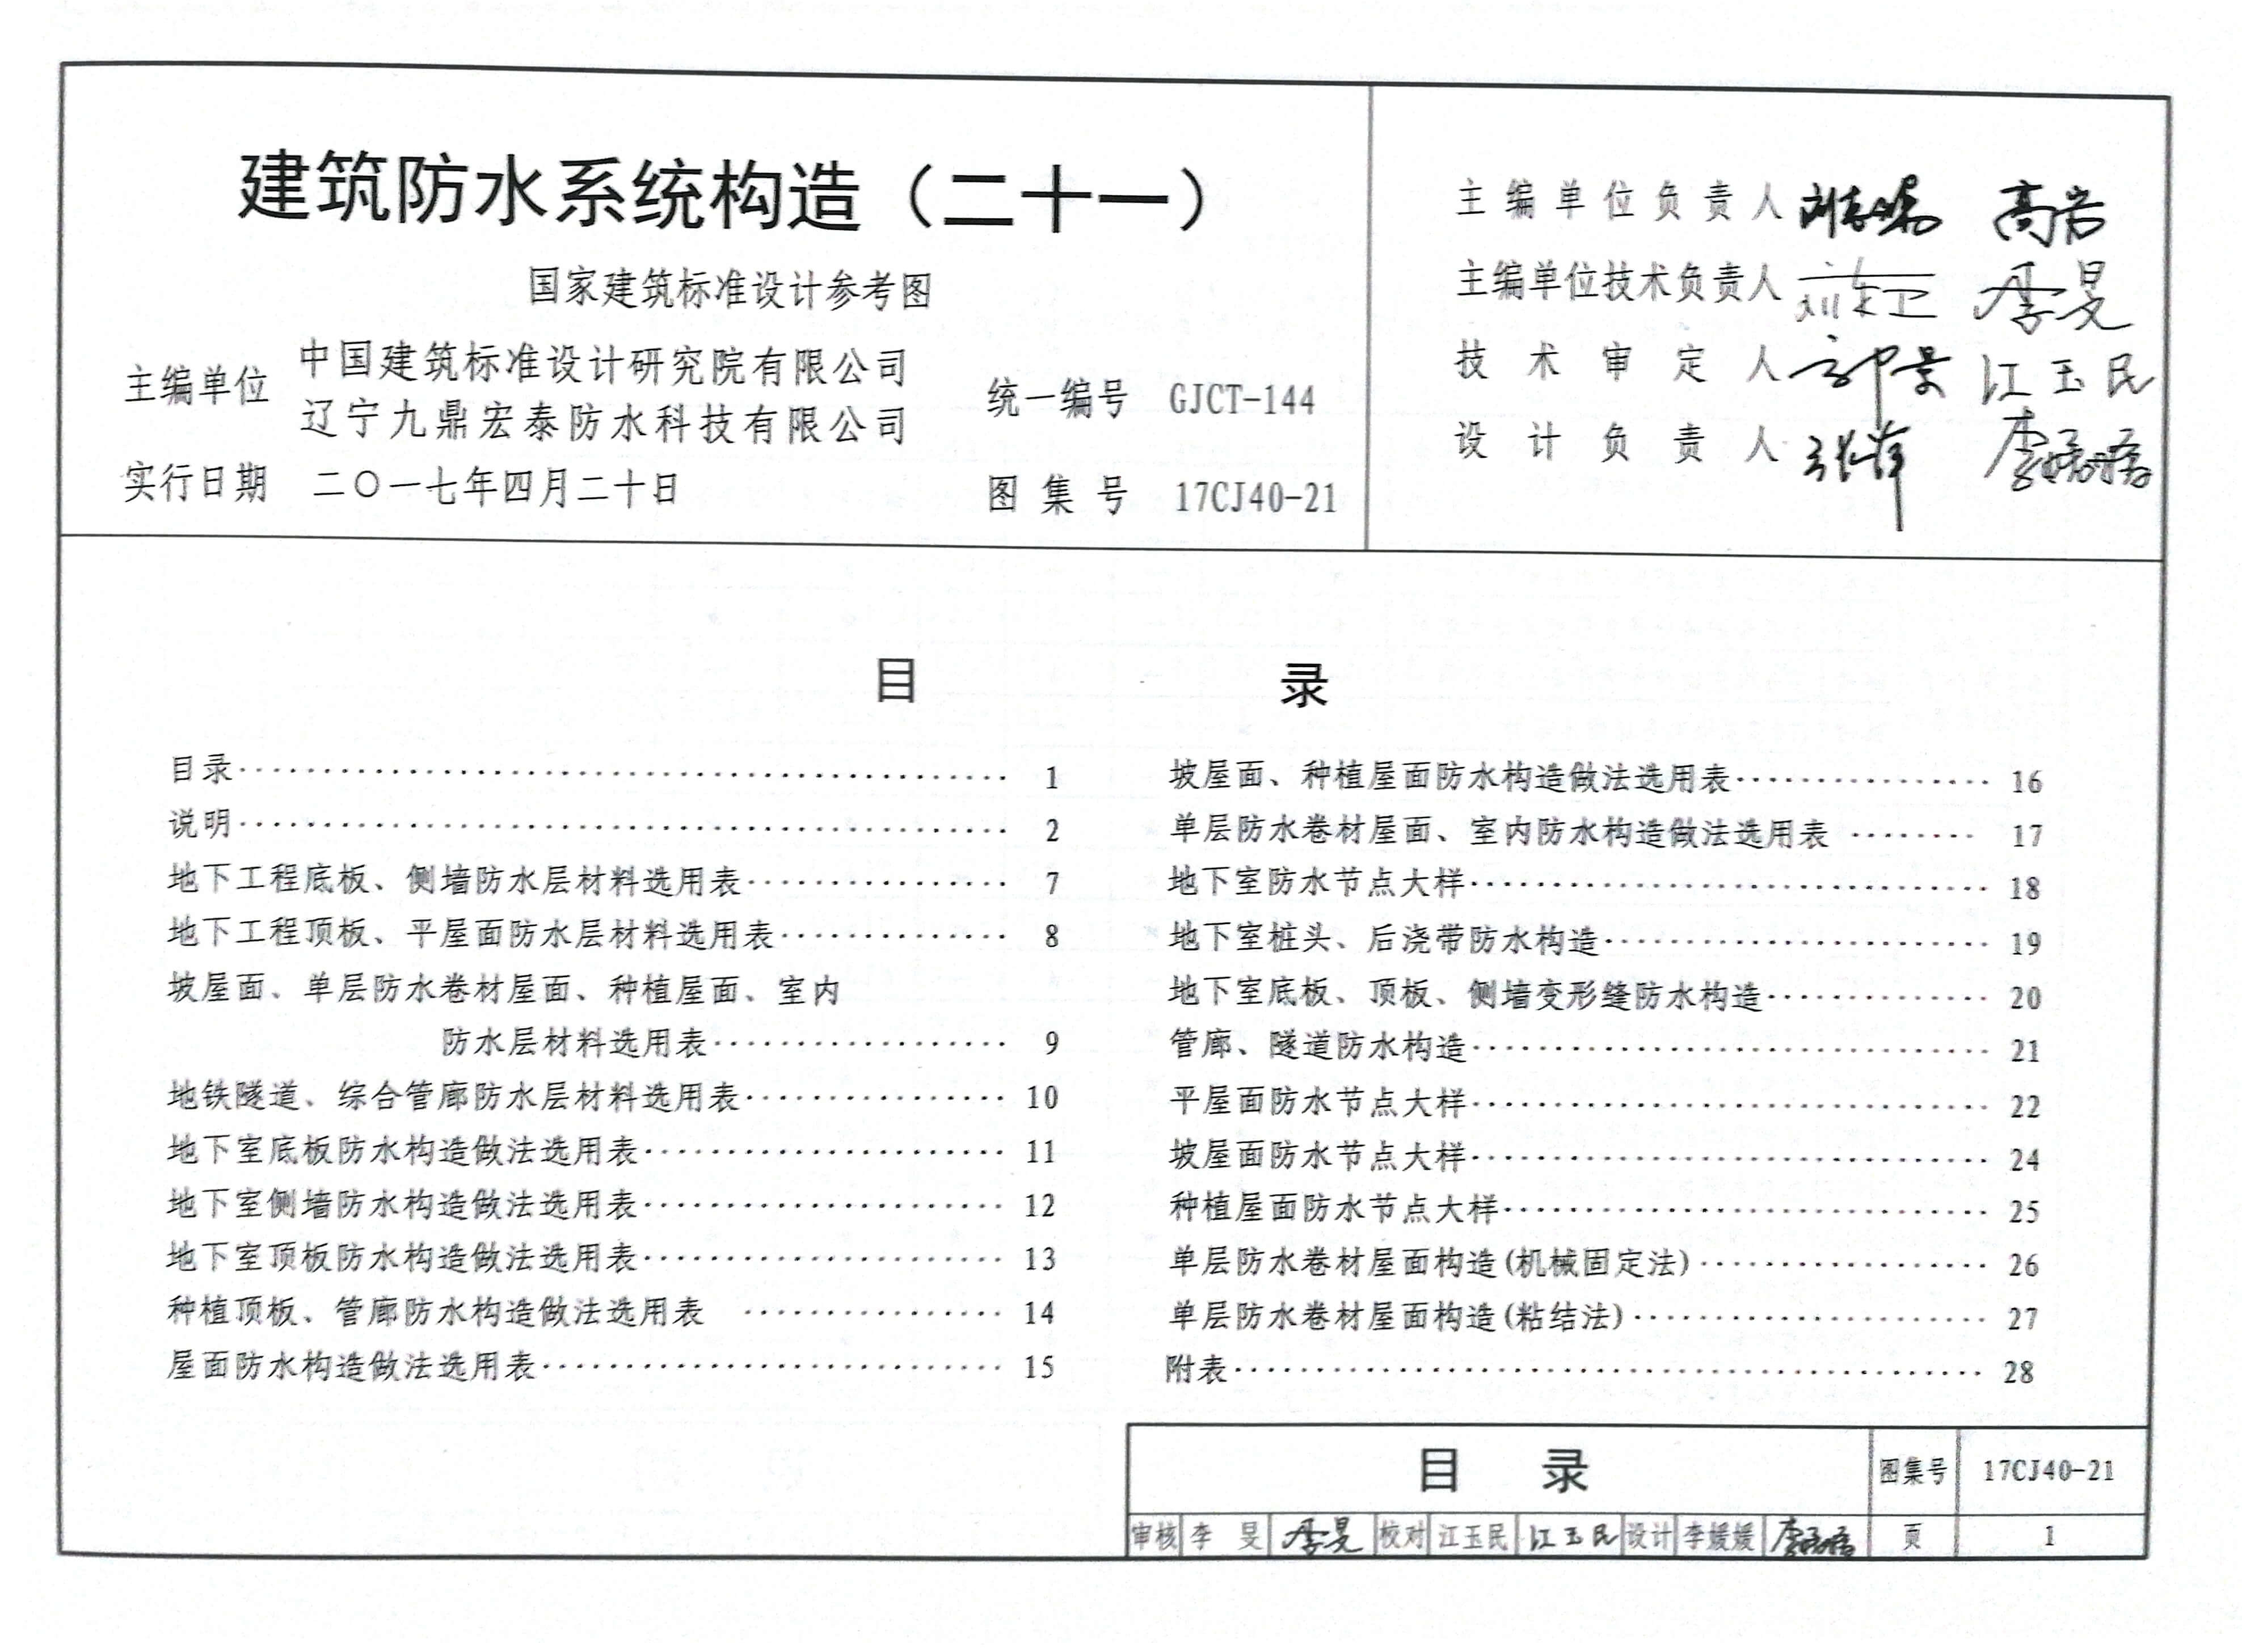 建筑防水系统构造（二十一）
国家建筑标准设计参考图
主编单位 中国建筑标准设计研究院有限公司
辽宁九鼎宏泰防水科技有限公司
统一编号 GJCT-144
实行日期 二〇一七年四月二十日
图集号 17CJ40-21
主编单位负责人 高岩
主编单位技术负责人 李旻
技术审定人 江玉民
设计负责人 李媛媛
目 录
目录 1
说明 2
地下工程底板、侧墙防水层材料选用表 7
地下工程顶板、平屋面防水层材料选用表 8
坡屋面、单层防水卷材屋面、种植屋面、室内
防水层材料选用表 9
地铁隧道、综合管廊防水层材料选用表 10
地下室底板防水构造做法选用表 11
地下室侧墙防水构造做法选用表 12
地下室顶板防水构造做法选用表 13
种植顶板、管廊防水构造做法选用表 14
屋面防水构造做法选用表 15
坡屋面、种植屋面防水构造做法选用表 16
单层防水卷材屋面、室内防水构造做法选用表 17
地下室防水节点大样 18
地下室桩头、后浇带防水构造 19
地下室底板、顶板、侧墙变形缝防水构造 20
管廊、隧道防水构造 21
平屋面防水节点大样 22
坡屋面防水节点大样 24
种植屋面防水节点大样 25
单层防水卷材屋面构造(机械固定法) 26
单层防水卷材屋面构造(粘结法) 27
附表 28
目 录 图集号 17CJ40-21
审核 李旻 李旻 校对 江玉民 江玉民 设计 李媛媛 李媛媛 页 1